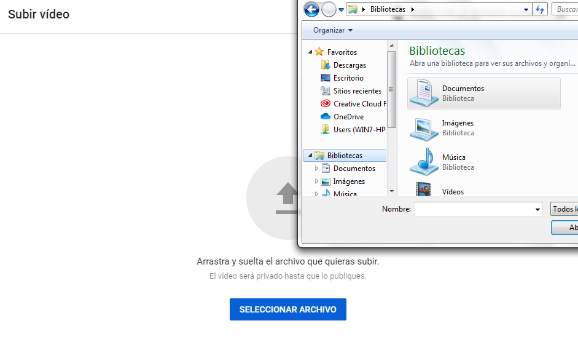 Subir vídeo
Bibliotecas
Buscar
Organizar
Favoritos
Descargas
Escritorio
Sitios recientes
Creative Cloud F
OneDrive
Users (WIN7-HP
Bibliotecas
Documentos
Imágenes
Música
Bibliotecas
Abra una biblioteca para ver sus archivos y organi...
Documentos
Biblioteca
Imágenes
Biblioteca
Música
Biblioteca
Vídeos
Nombre:
Todos l
Ab
Arrastra y suelta el archivo que quieras subir.
El vídeo será privado hasta que lo publiques.
SELECCIONAR ARCHIVO